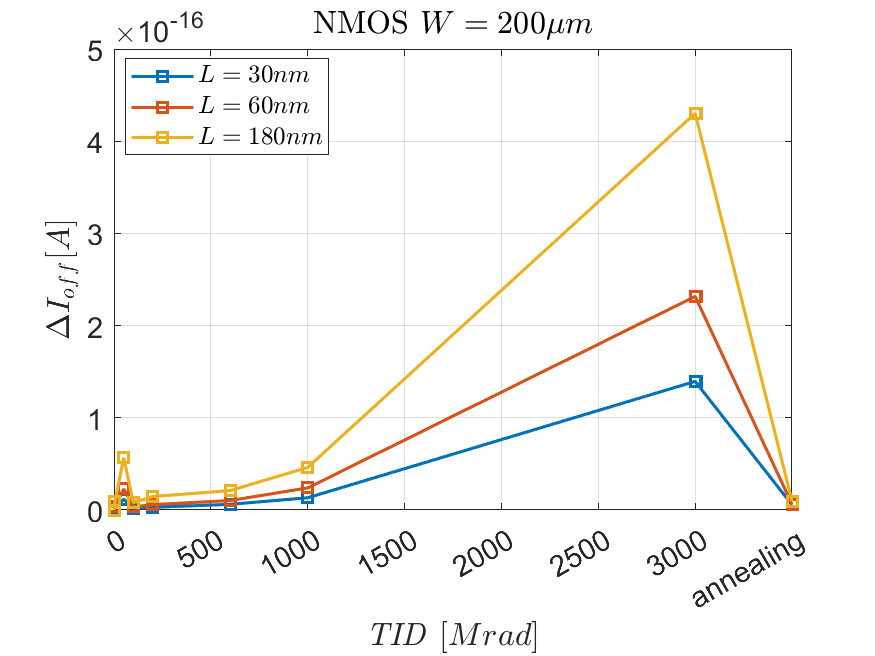 NMOS W = 200μm
×10-16
5
4
3
2
1
0
ΔIoff[A]
L = 30nm
L = 60nm
L = 180nm
0
500
1000
1500
2000
2500
3000
annealing
TID [Mrad]